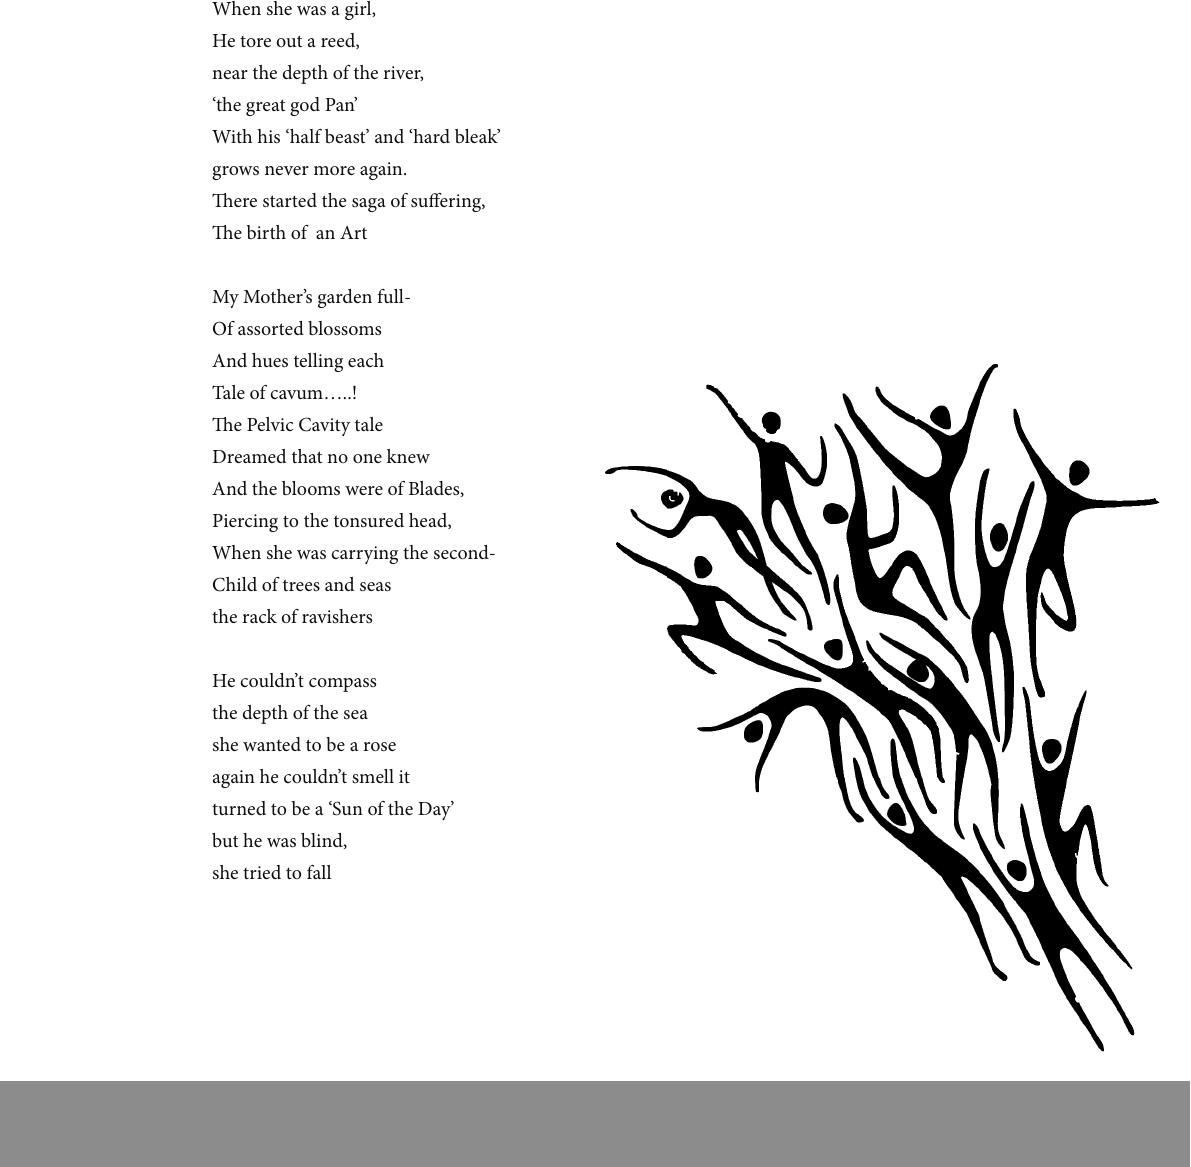 When she was a girl,
He tore out a reed,
near the depth of the river,
‘the great god Pan’
With his ‘half beast’ and ‘hard bleak’
grows never more again.
There started the saga of suffering,
The birth of  an Art
My Mother’s garden full-
Of assorted blossoms
And hues telling each
Tale of cavum…..!
The Pelvic Cavity tale
Dreamed that no one knew
And the blooms were of Blades,
Piercing to the tonsured head,
When she was carrying the second-
Child of trees and seas
the rack of ravishers
He couldn’t compass
the depth of the sea
she wanted to be a rose
again he couldn’t smell it
turned to be a ‘Sun of the Day’
but he was blind,
she tried to fall